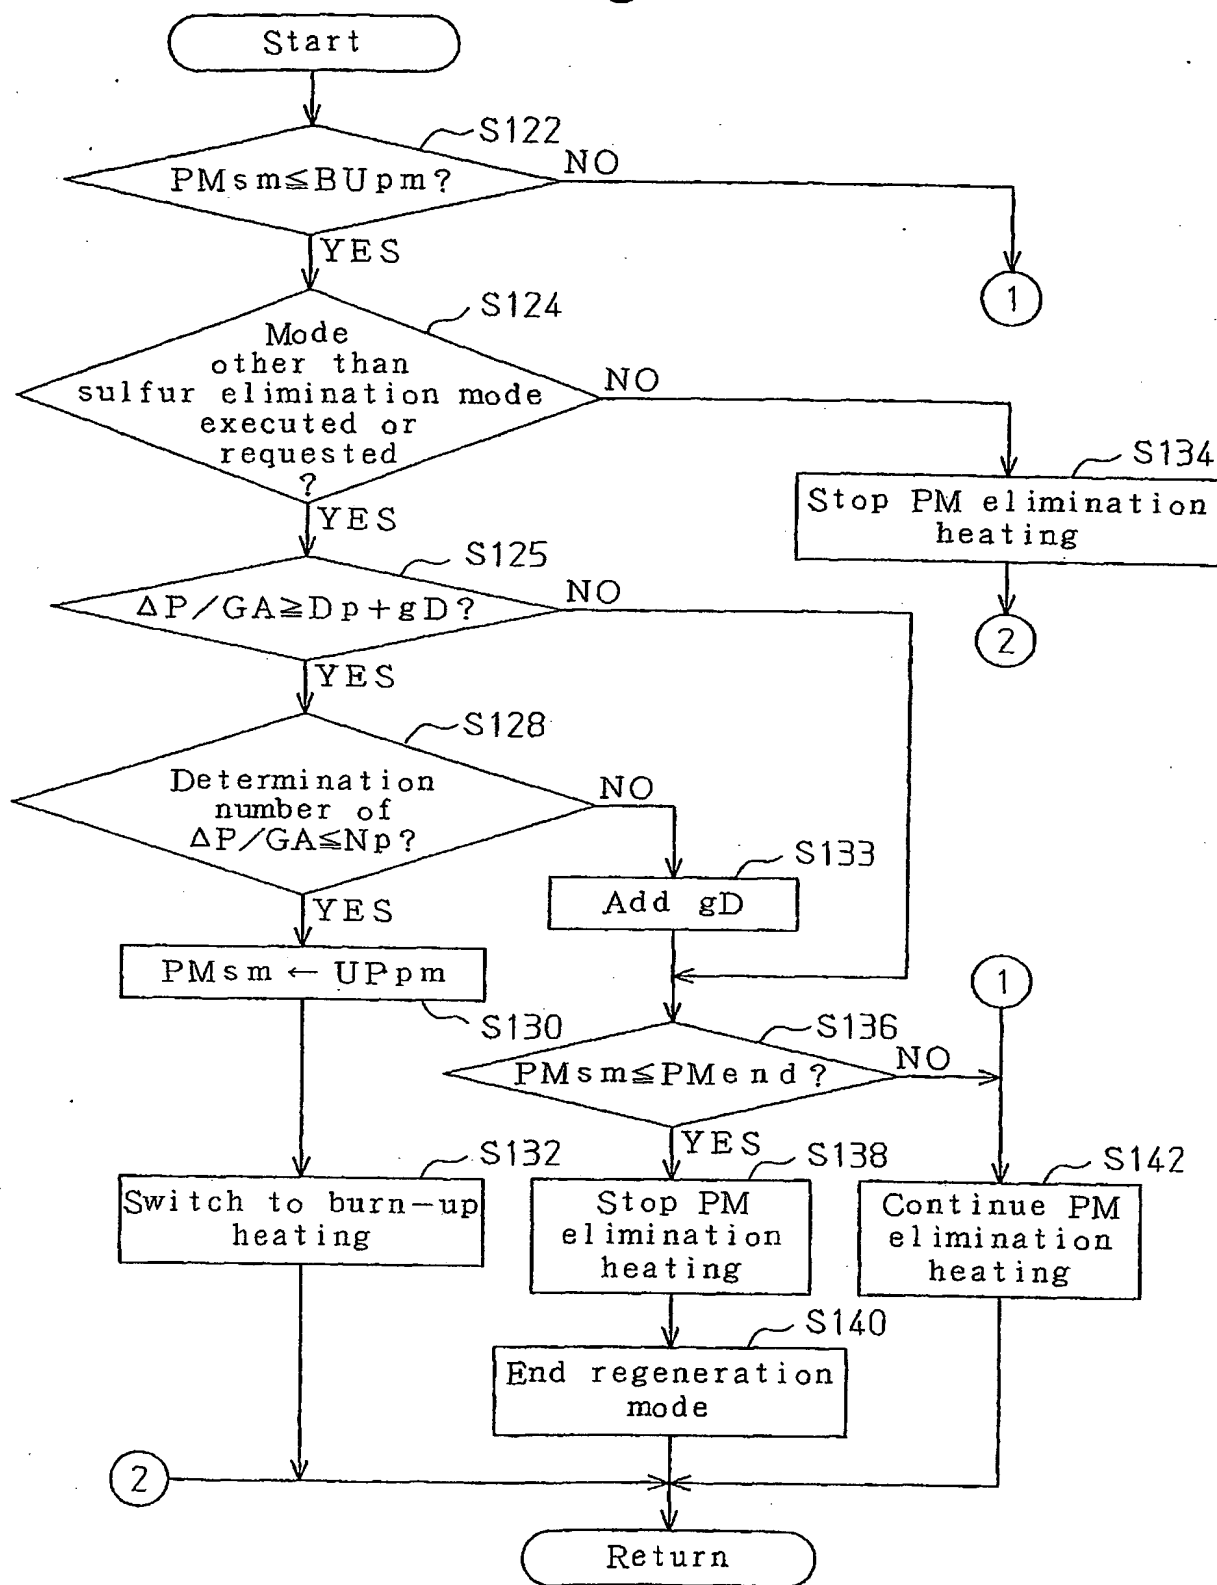 g
Start
S122
PMsm≦BUpm?
NO
YES
1
S124
Mode
other than
sulfur elimination mode
executed or
requested
?
NO
YES
S134
Stop PM elimination
heating
2
S125
ΔP/GA≧Dp+gD?
NO
YES
S128
Determination
number of
ΔP/GA≦Np?
NO
YES
S133
Add gD
PMsm ← UPpm
S130
1
S136
PMsm≦PMend?
NO
YES
S132
Switch to burn-up
heating
S138
Stop PM
elimination
heating
S142
Continue PM
elimination
heating
S140
End regeneration
mode
2
Return